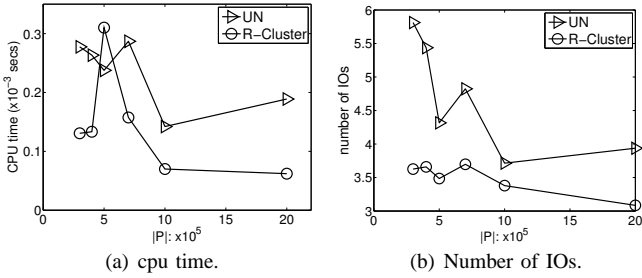 UN
R−Cluster
0.3
0.2
0.1
0
CPU time (x10⁻³ secs)
0 5 10 15 20
|P|: x10⁵
(a) cpu time.
UN
R−Cluster
6
5.5
5
4.5
4
3.5
3
number of IOs
0 5 10 15 20
|P|: x10⁵
(b) Number of IOs.